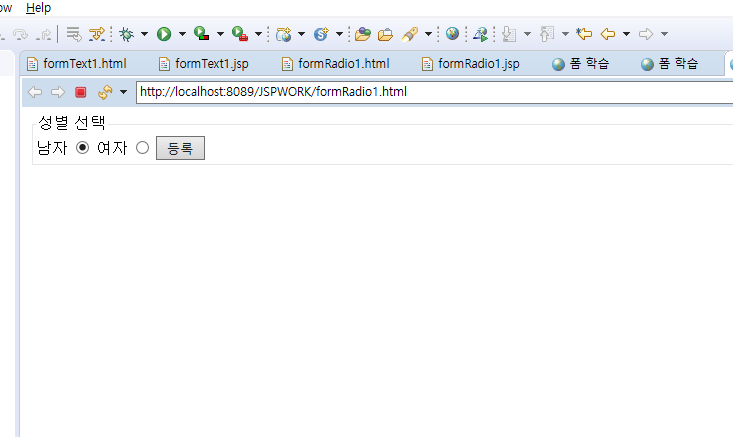 ow Help
formText1.html formText1.jsp formRadio1.html formRadio1.jsp 폼 학습 폼 학습
http://localhost:8089/JSPWORK/formRadio1.html
성별 선택
남자 여자 등록